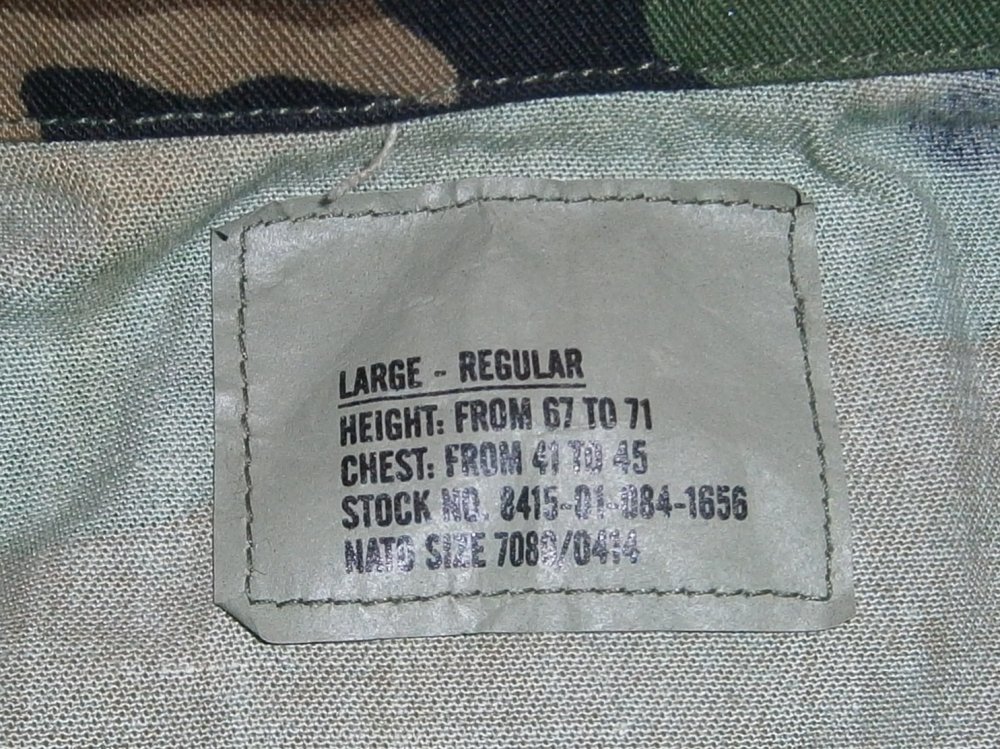 LARGE - REGULAR
HEIGHT: FROM 67 TO 71
CHEST: FROM 41 TO 45
STOCK NO. 8415-01-084-1656
NATO SIZE 7080/0414